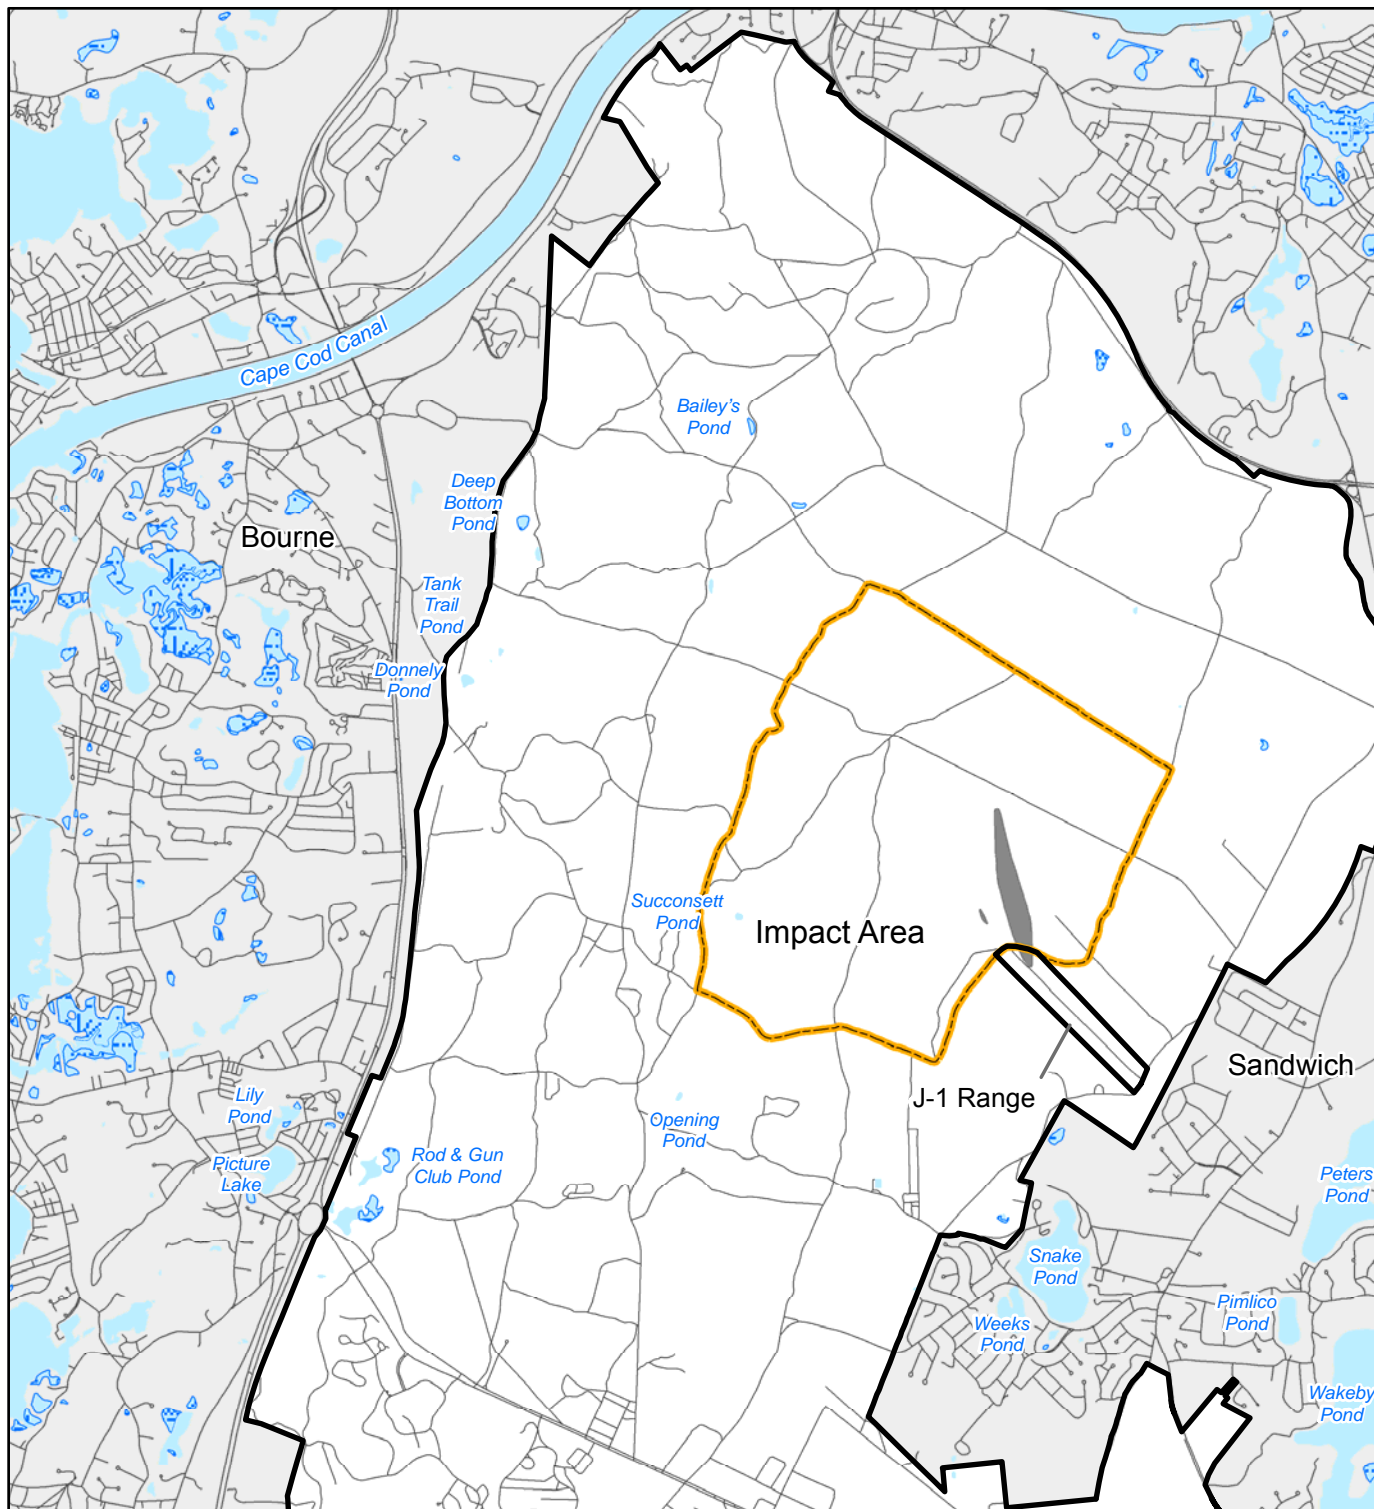 Cape Cod Canal
Bailey's
Pond
Deep
Bottom
Pond
Bourne
Tank
Trail
Pond
Donnely
Pond
Succonsett
Pond
Impact Area
Sandwich
J-1 Range
Lily
Pond
Opening
Pond
Picture
Lake
Rod & Gun
Club Pond
Peters
Pond
Snake
Pond
Pimlico
Pond
Weeks
Pond
Wakeby
Pond